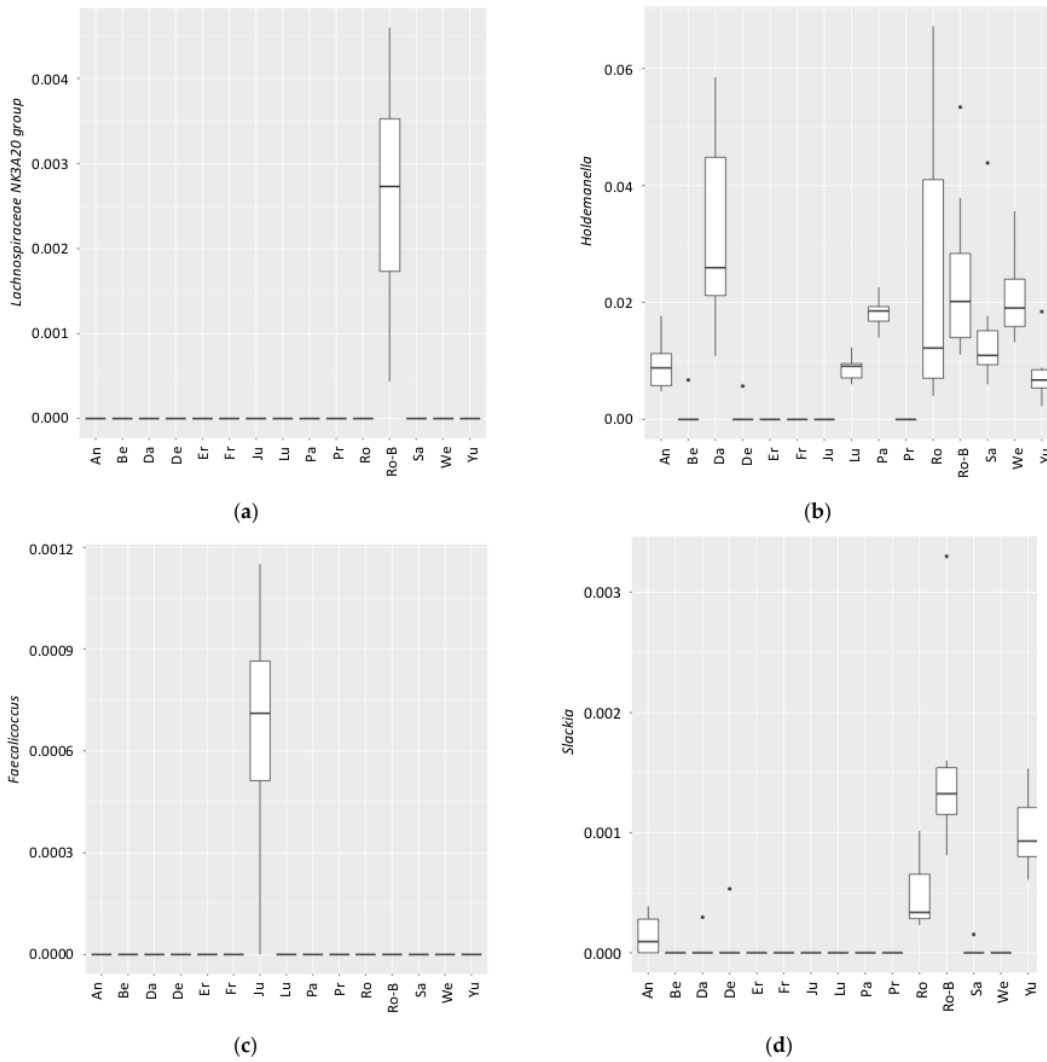 Lachnospiraceae NK3A20 group
0.004
0.003
0.002
0.001
0.000
An Be Da De Er Fr Ju Lu Pa Pr Ro Ro-B Sa We Yu
(a)
Holdemanella
0.06
0.04
0.02
0.00
An Be Da De Er Fr Ju Lu Pa Pr Ro Ro-B Sa We Yu
(b)
Faecalicoccus
0.0012
0.0009
0.0006
0.0003
0.0000
An Be Da De Er Fr Ju Lu Pa Pr Ro Ro-B Sa We Yu
(c)
Slackia
0.003
0.002
0.001
0.000
An Be Da De Er Fr Ju Lu Pa Pr Ro Ro-B Sa We Yu
(d)